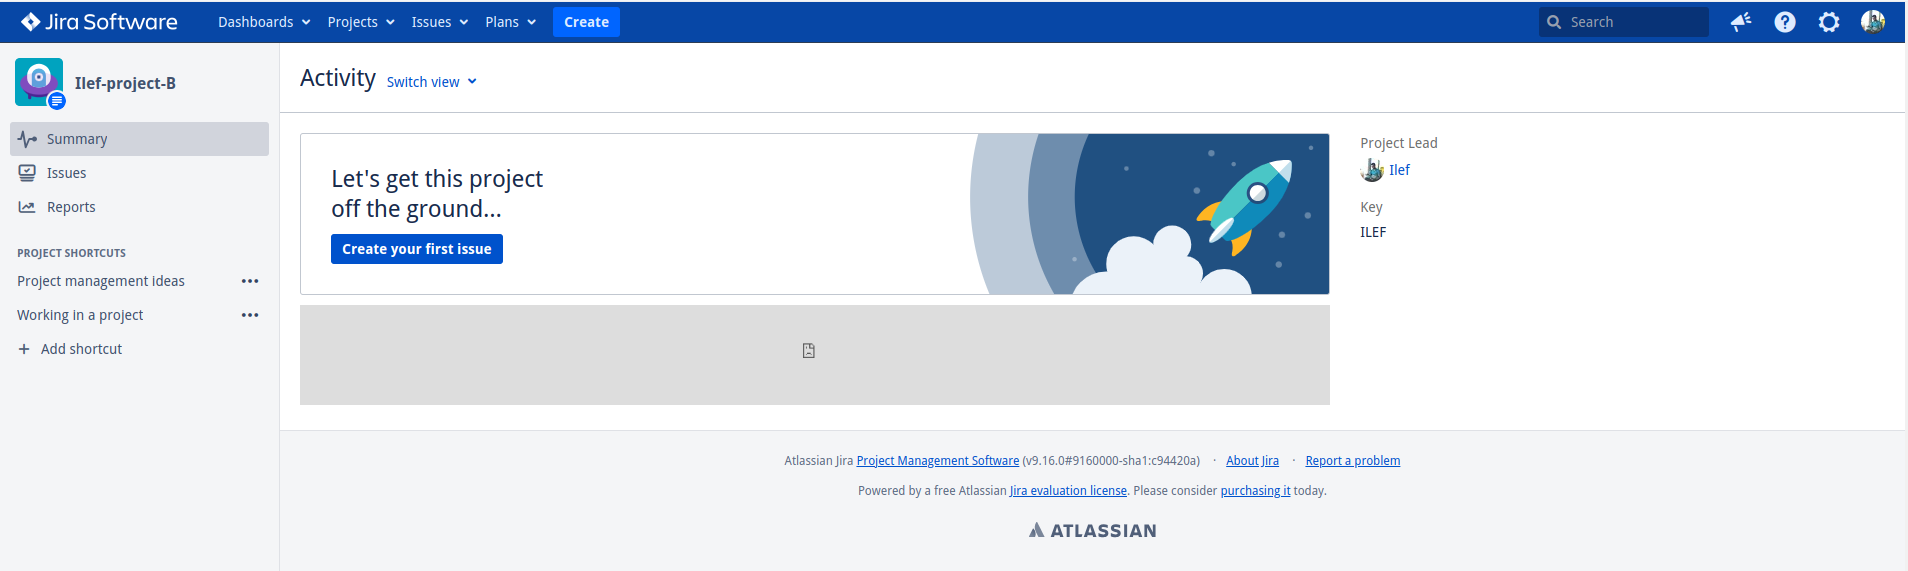 Jira Software
Dashboards
Projects
Issues
Plans
Create
Search
Ilef-project-B
Summary
Issues
Reports
PROJECT SHORTCUTS
Project management ideas
Working in a project
+ Add shortcut
Activity
Switch view
Let's get this project
off the ground...
Create your first issue
Project Lead
Ilef
Key
ILEF
Atlassian Jira Project Management Software (v9.16.0#9160000-sha1:c94420a) · About Jira · Report a problem
Powered by a free Atlassian Jira evaluation license. Please consider purchasing it today.
ATLASSIAN